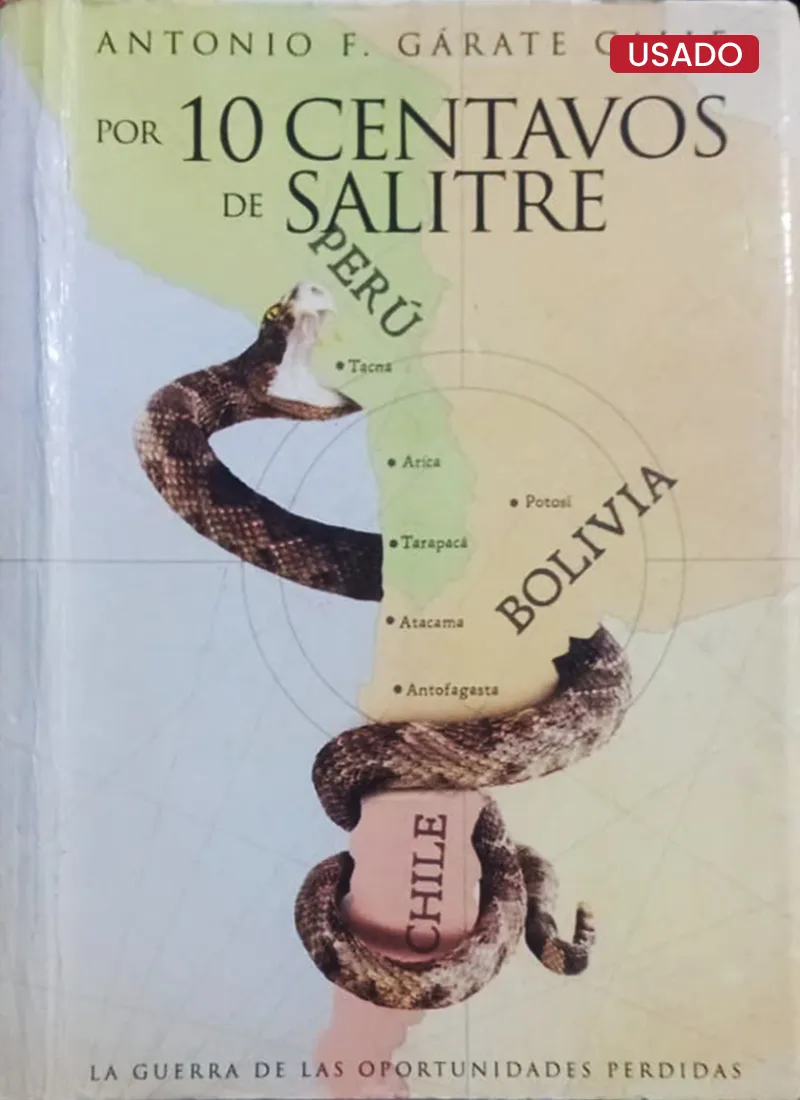 ANTONIO F. GÁRATE
USADO
POR 10 CENTAVOS
DE SALITRE
PERÚ
Tacna
Arica
Potosí
Tarapacá
BOLIVIA
Atacama
Antofagasta
CHILE
LA GUERRA DE LAS OPORTUNIDADES PERDIDAS